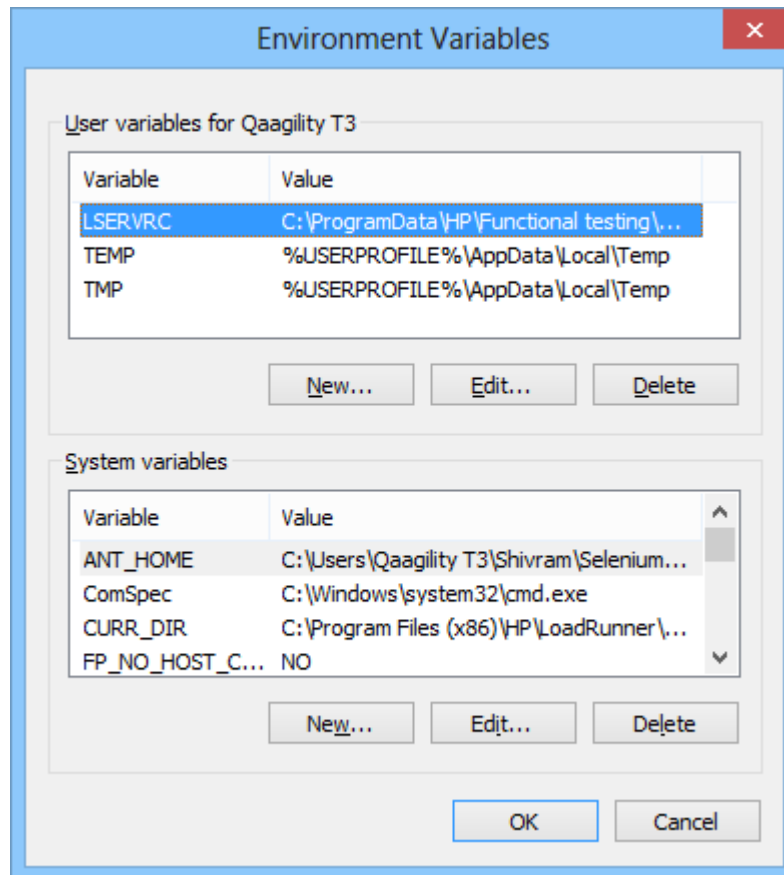 Environment Variables
User variables for Qaagility T3
Variable Value
LSERVRC C:\ProgramData\HP\Functional testing\...
TEMP %USERPROFILE%\AppData\Local\Temp
TMP %USERPROFILE%\AppData\Local\Temp
New... Edit... Delete
System variables
Variable Value
ANT_HOME C:\Users\Qaagility T3\Shivram\Selenium...
ComSpec C:\Windows\system32\cmd.exe
CURR_DIR C:\Program Files (x86)\HP\LoadRunner\...
FP_NO_HOST_C... NO
New... Edit... Delete
OK Cancel